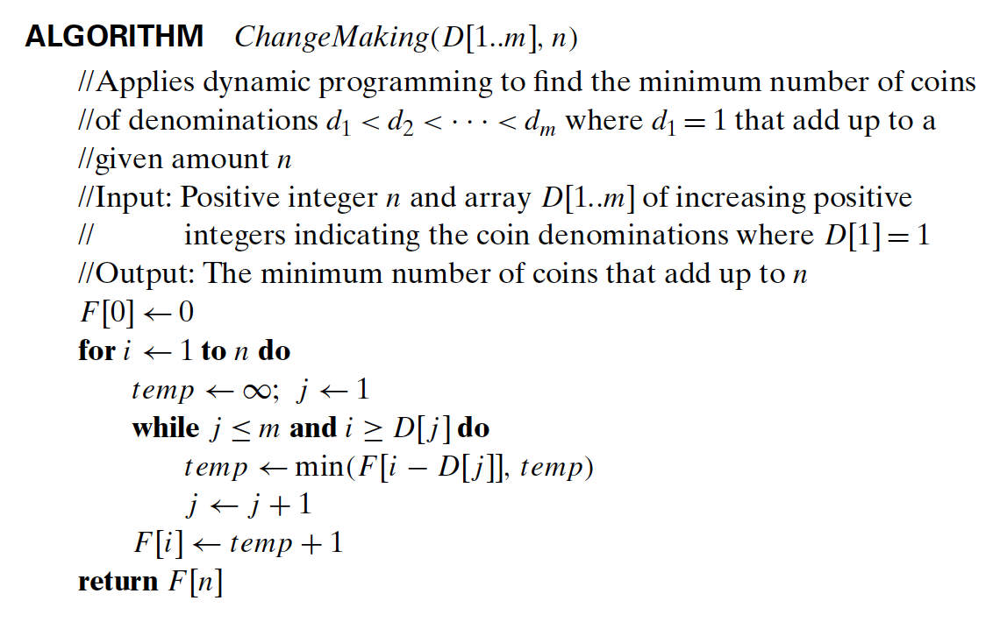 ALGORITHM ChangeMaking(D[1..m], n)
//Applies dynamic programming to find the minimum number of coins
//of denominations d₁ < d₂ < · · · < dₘ where d₁ = 1 that add up to a
//given amount n
//Input: Positive integer n and array D[1..m] of increasing positive
// integers indicating the coin denominations where D[1] = 1
//Output: The minimum number of coins that add up to n
F[0] ← 0
for i ← 1 to n do
temp ← ∞; j ← 1
while j ≤ m and i ≥ D[j] do
temp ← min(F[i − D[j]], temp)
j ← j + 1
F[i] ← temp + 1
return F[n]